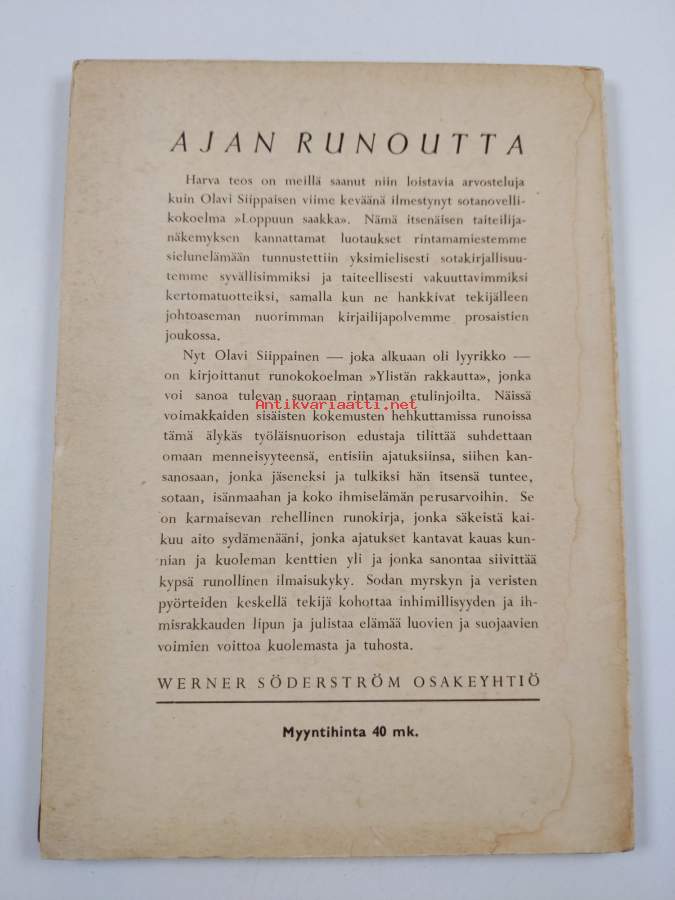 AJAN RUNOUTTA
Harva teos on meillä saanut niin loistavia arvosteluja
kuin Olavi Siippaisen viime keväänä ilmestynyt sotanovelli-
kokoelma »Loppuun saakka». Nämä itsenäisen taiteilija-
näkemyksen kannattamat luotaukset rintamamiestemme
sielunelämään tunnustettiin yksimielisesti sotakirjallisuu-
temme syvällisimmiksi ja taiteellisesti vakuuttavimmiksi
kertomatuotteiksi, samalla kun ne hankkivat tekijälleen
johtoaseman nuorimman kirjailijapolvemme prosaistien
joukossa.
Nyt Olavi Siippainen — joka alkuaan oli lyyrikko —
on kirjoittanut runokokoelman »Ylistän rakkautta», jonka
voi sanoa tulevan suoraan rintaman etulinjoilta. Näissä
Antikvariaatti.net
voimakkaiden sisäisten kokemusten hehkuttamissa runoissa
tämä älykäs työläisnuorison edustaja tilittää suhdettaan
omaan menneisyyteensä, entisiin ajatuksiinsa, siihen kan-
sanosaan, jonka jäseneksi ja tulkiksi hän itsensä tuntee,
sotaan, isänmaahan ja koko ihmiselämän perusarvoihin. Se
on karmaisevan rehellinen runokirja, jonka säkeistä kai-
kuu aito sydämenääni, jonka ajatukset kantavat kauas kun-
nian ja kuoleman kenttien yli ja jonka sanontaa siivittää
kypsä runollinen ilmaisukyky. Sodan myrskyn ja veristen
pyörteiden keskellä tekijä kohottaa inhimillisyyden ja ih-
misrakkauden lipun ja julistaa elämää luovien ja suojaavien
voimien voittoa kuolemasta ja tuhosta.
WERNER SÖDERSTRÖM OSAKEYHTIÖ
Myyntihinta 40 mk.